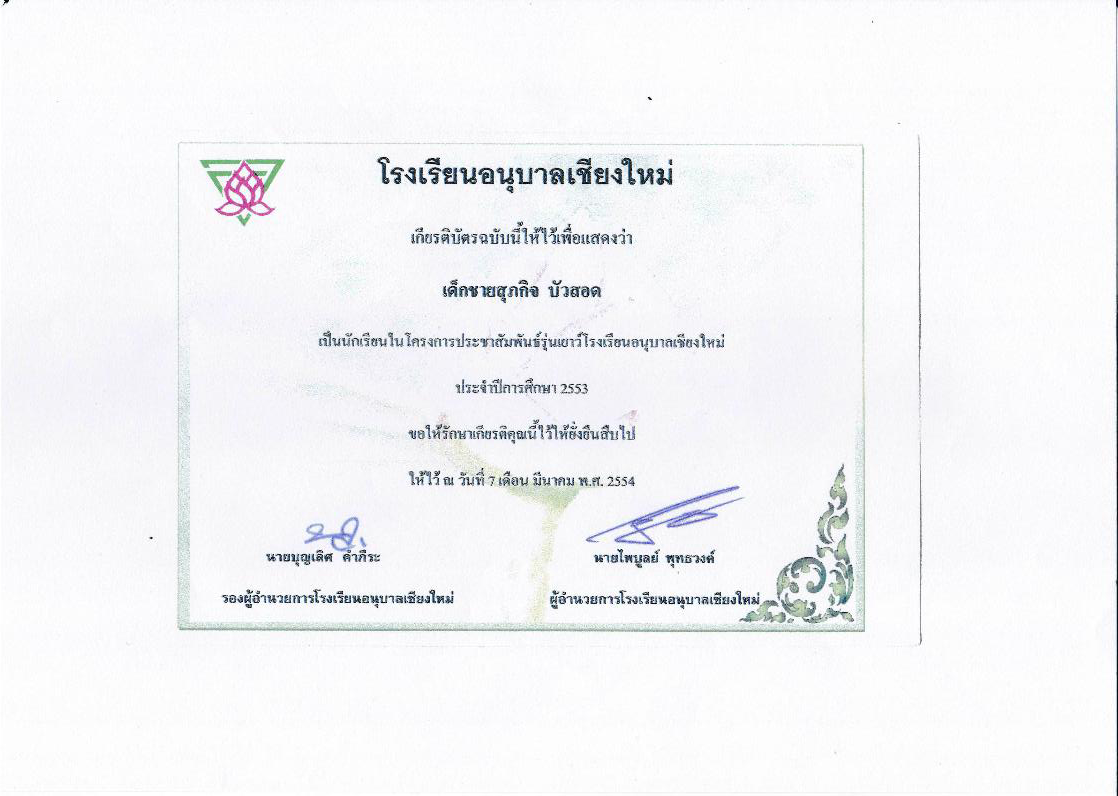 โรงเรียนอนุบาลเชียงใหม่
เกียรติบัตรฉบับนี้ให้ไว้เพื่อแสดงว่า
เด็กชายสุภกิจ บัวสอด
เป็นนักเรียนในโครงการประชาสัมพันธ์รุ่นเยาว์โรงเรียนอนุบาลเชียงใหม่
ประจำปีการศึกษา 2553
ขอให้รักษาเกียรติคุณนี้ไว้ให้ยั่งยืนสืบไป
ให้ไว้ ณ วันที่ 7 เดือน มีนาคม พ.ศ. 2554
นายบุญเลิศ คำภีระ นายไพบูลย์ พุทธวงค์
รองผู้อำนวยการโรงเรียนอนุบาลเชียงใหม่ ผู้อำนวยการโรงเรียนอนุบาลเชียงใหม่